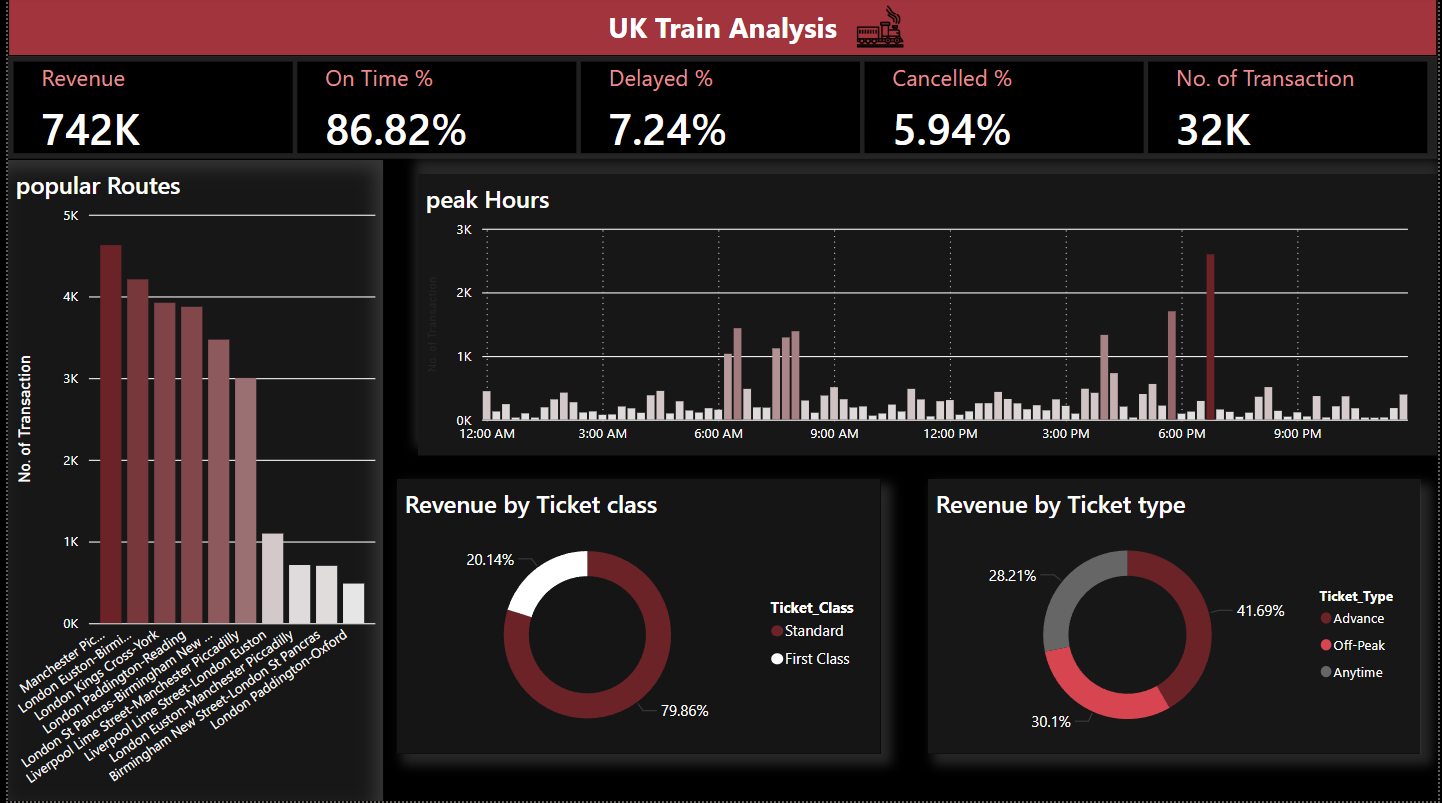 UK Train Analysis
Revenue
742K
On Time %
86.82%
Delayed %
7.24%
Cancelled %
5.94%
No. of Transaction
32K
popular Routes
5K
4K
3K
2K
1K
0K
No. of Transaction
Manchester Pic...
London Euston-Birmi...
London Kings Cross-York
London Paddington-Reading
London St Pancras-Birmingham New ...
Liverpool Lime Street-Manchester Piccadilly
Liverpool Lime Street-London Euston
London Euston-Manchester Piccadilly
Birmingham New Street-London St Pancras
London Paddington-Oxford
peak Hours
No. of Transaction
3K
2K
1K
0K
12:00 AM 3:00 AM 6:00 AM 9:00 AM 12:00 PM 3:00 PM 6:00 PM 9:00 PM
Revenue by Ticket class
20.14%
79.86%
Ticket_Class
Standard
First Class
Revenue by Ticket type
28.21%
41.69%
30.1%
Ticket_Type
Advance
Off-Peak
Anytime